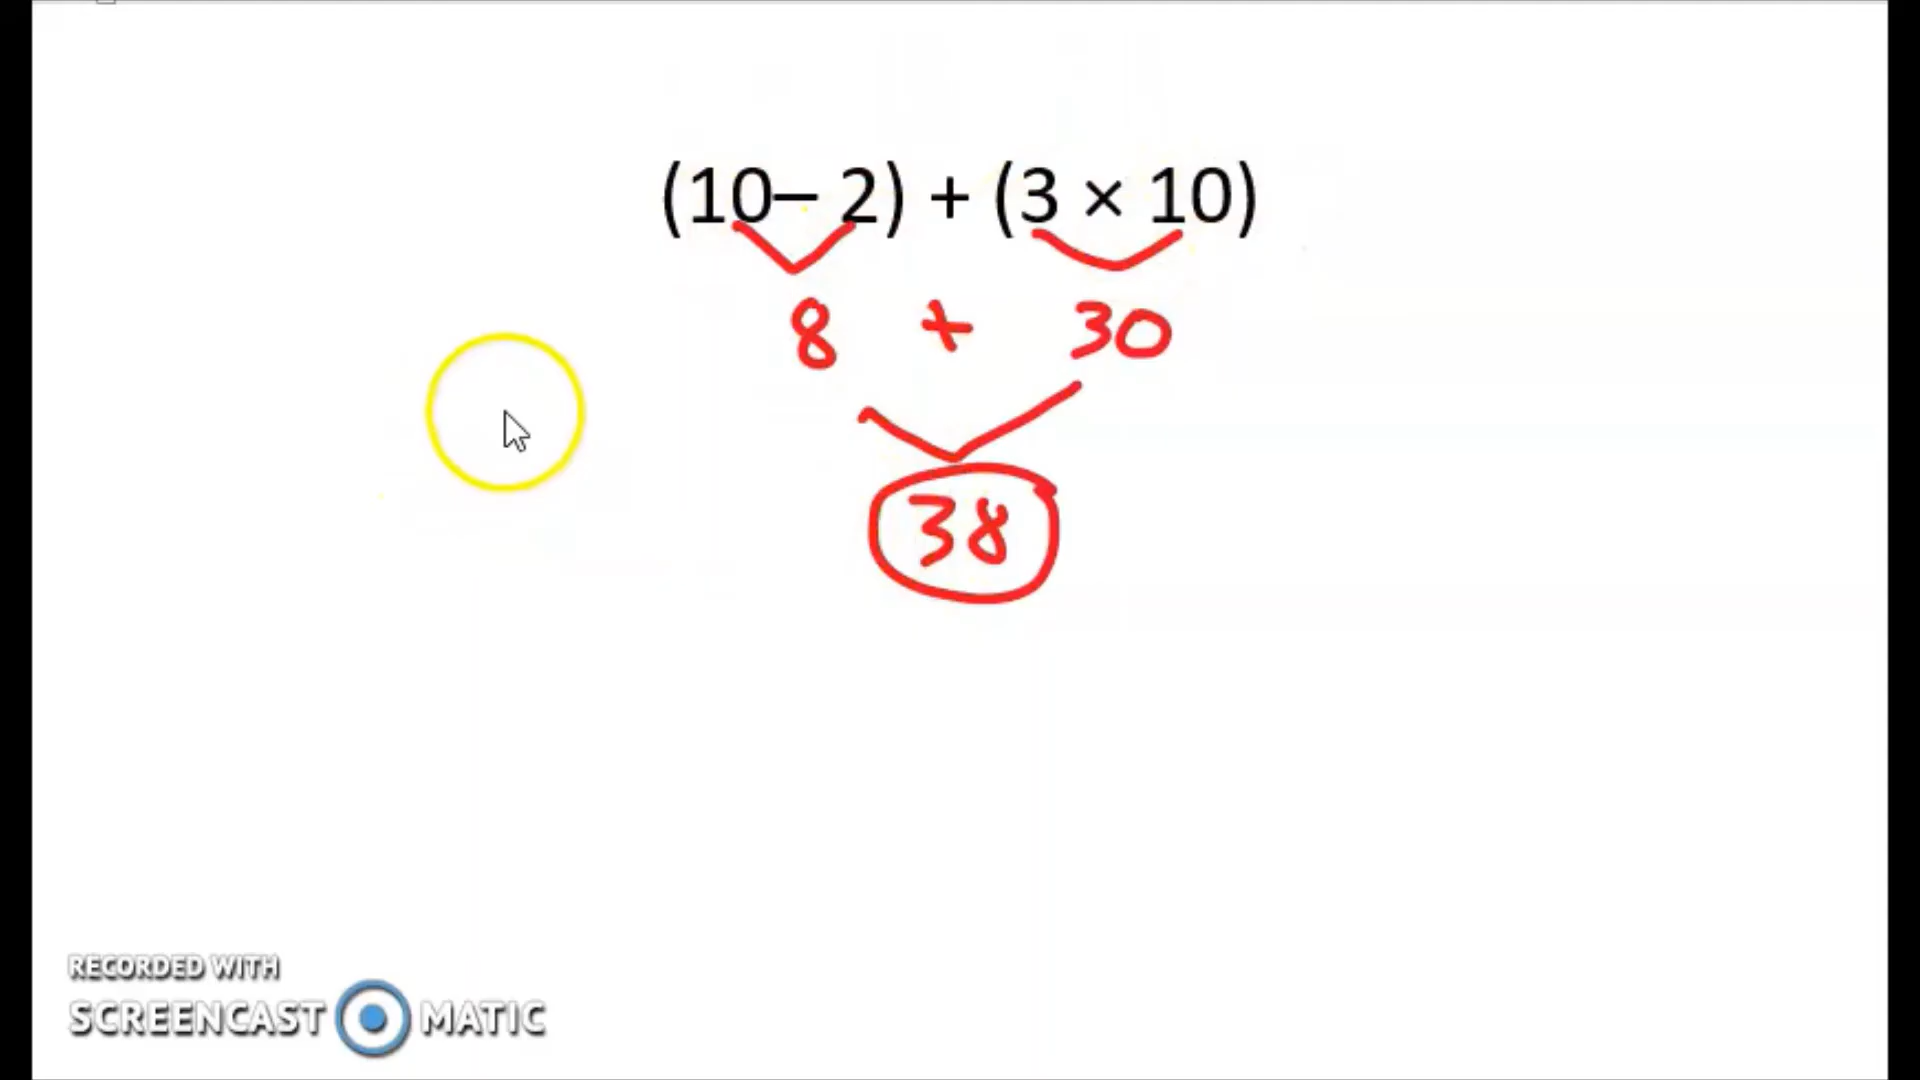 (10– 2) + (3 × 10)
8 + 30
38
RECORDED WITH
SCREENCAST MATIC